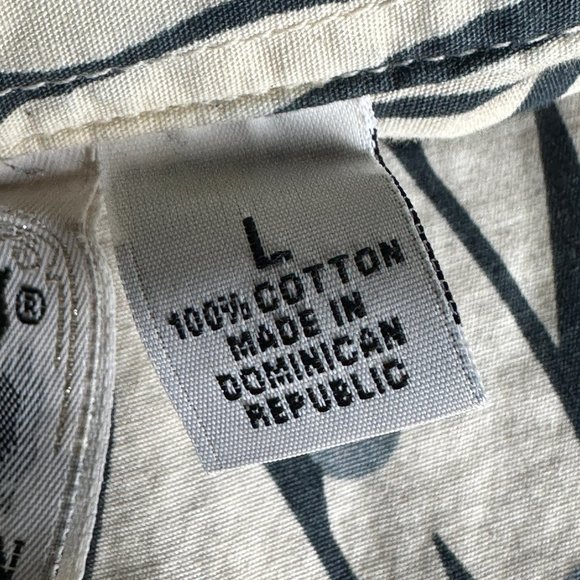 L
100% COTTON
MADE IN
DOMINICAN
REPUBLIC
®